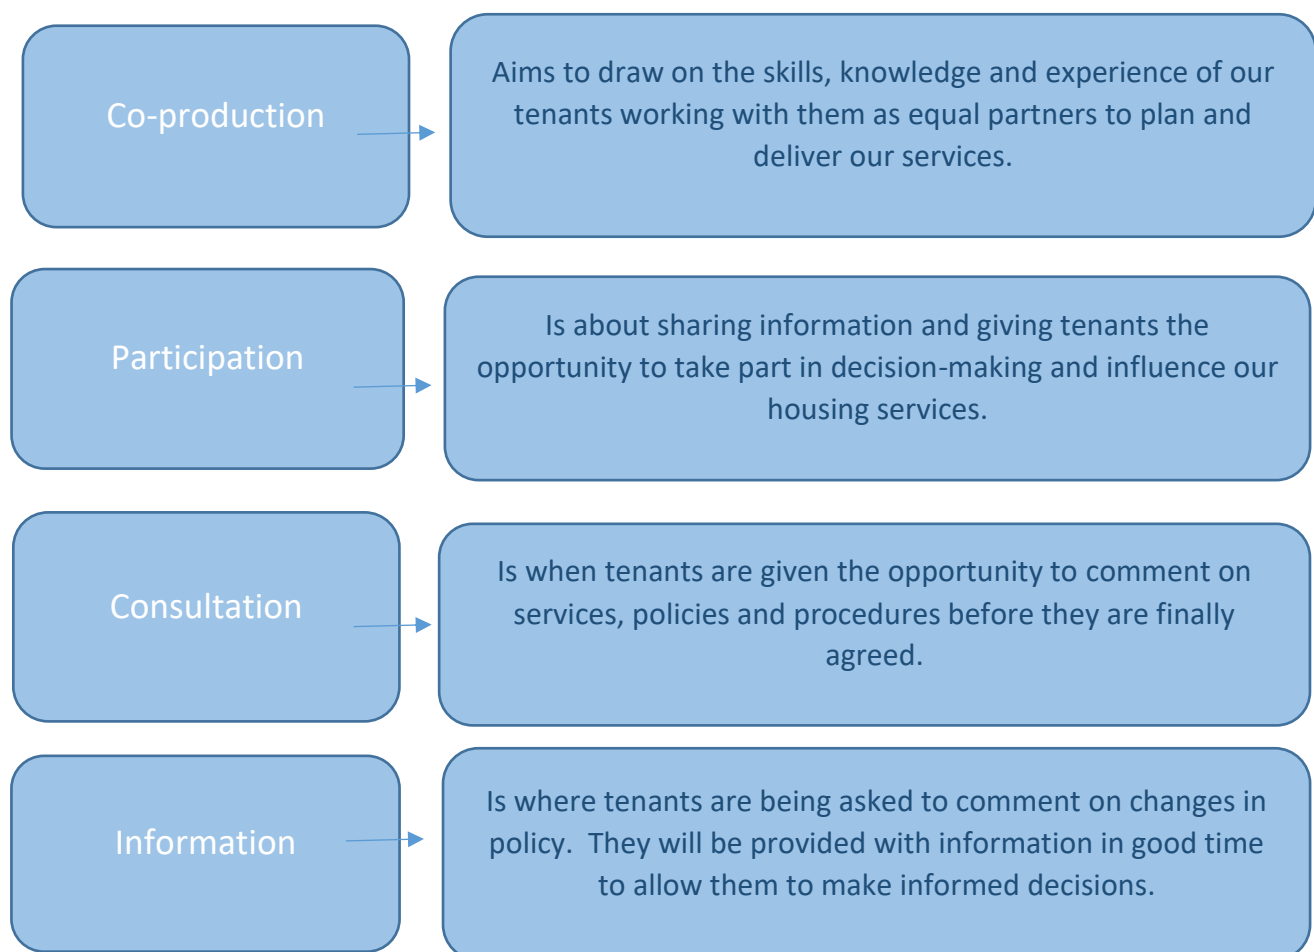 Co-production
Aims to draw on the skills, knowledge and experience of our
tenants working with them as equal partners to plan and
deliver our services.
Participation
Is about sharing information and giving tenants the
opportunity to take part in decision-making and influence our
housing services.
Consultation
Is when tenants are given the opportunity to comment on
services, policies and procedures before they are finally
agreed.
Information
Is where tenants are being asked to comment on changes in
policy.  They will be provided with information in good time
to allow them to make informed decisions.